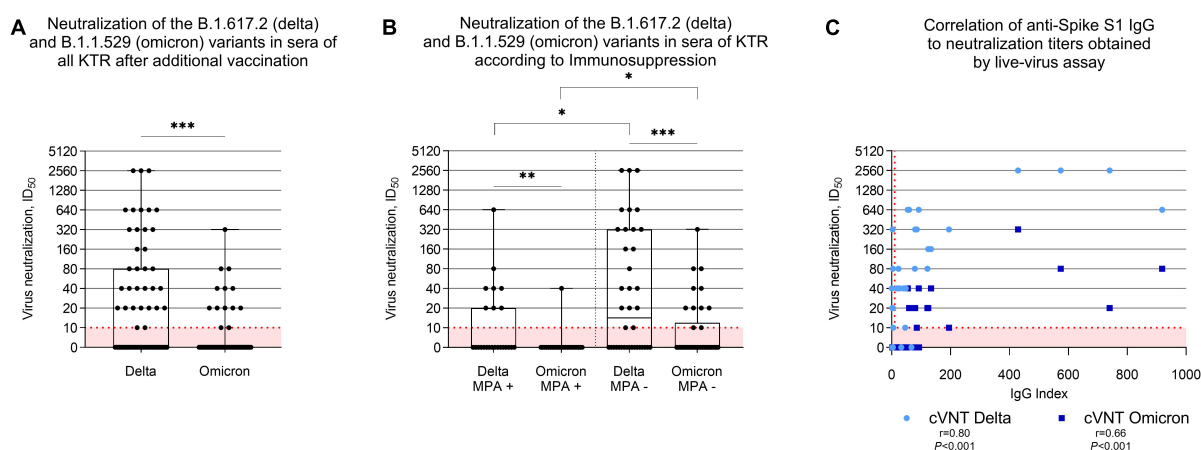 A
Neutralization of the B.1.617.2 (delta)
and B.1.1.529 (omicron) variants in sera of
all KTR after additional vaccination
***
Virus neutralization, ID50
5120
2560
1280
640
320
160
80
40
20
10
0
Delta
Omicron
B
Neutralization of the B.1.617.2 (delta)
and B.1.1.529 (omicron) variants in sera of KTR
according to Immunosuppression
*
*
***
**
Virus neutralization, ID50
5120
2560
1280
640
320
160
80
40
20
10
0
Delta
MPA +
Omicron
MPA +
Delta
MPA -
Omicron
MPA -
C
Correlation of anti-Spike S1 IgG
to neutralization titers obtained
by live-virus assay
Virus neutralization, ID50
5120
2560
1280
640
320
160
80
40
20
10
0
0 200 400 600 800 1000
IgG Index
cVNT Delta
r=0.80
P<0.001
cVNT Omicron
r=0.66
P<0.001